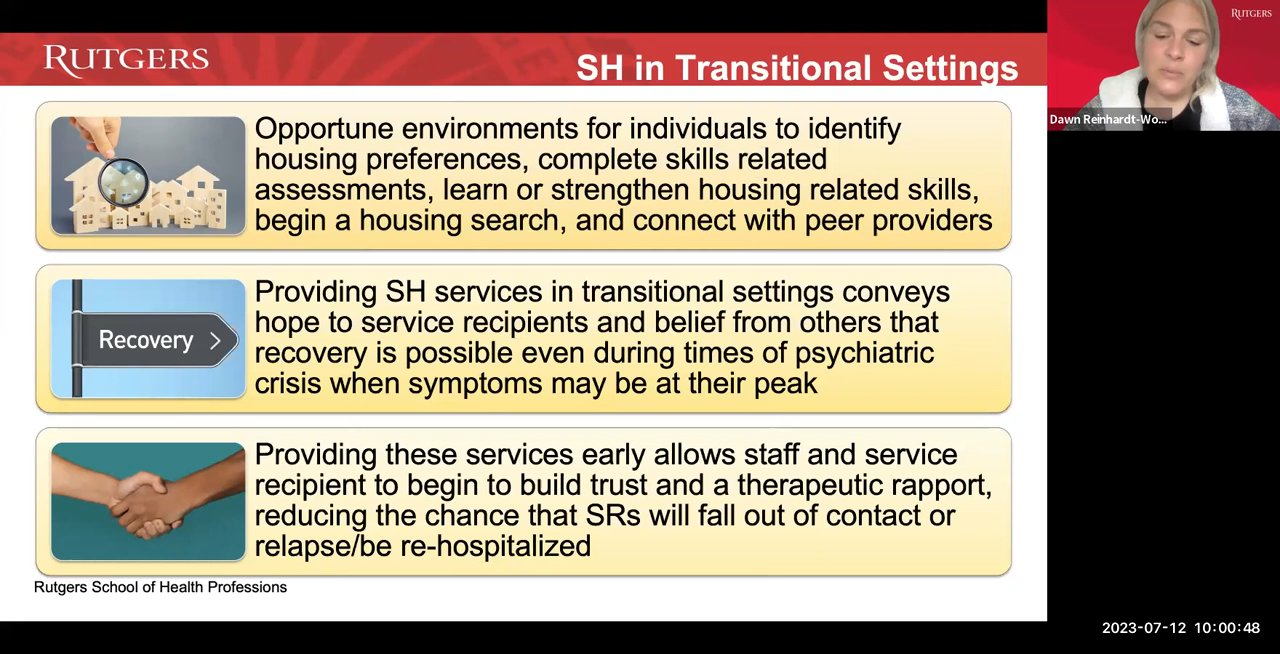 RUTGERS
SH in Transitional Settings
Opportune environments for individuals to identify
housing preferences, complete skills related
assessments, learn or strengthen housing related skills,
begin a housing search, and connect with peer providers
Recovery
Providing SH services in transitional settings conveys
hope to service recipients and belief from others that
recovery is possible even during times of psychiatric
crisis when symptoms may be at their peak
Providing these services early allows staff and service
recipient to begin to build trust and a therapeutic rapport,
reducing the chance that SRs will fall out of contact or
relapse/be re-hospitalized
Rutgers School of Health Professions
RUTGERS
Dawn Reinhardt-Wo...
2023-07-12 10:00:48